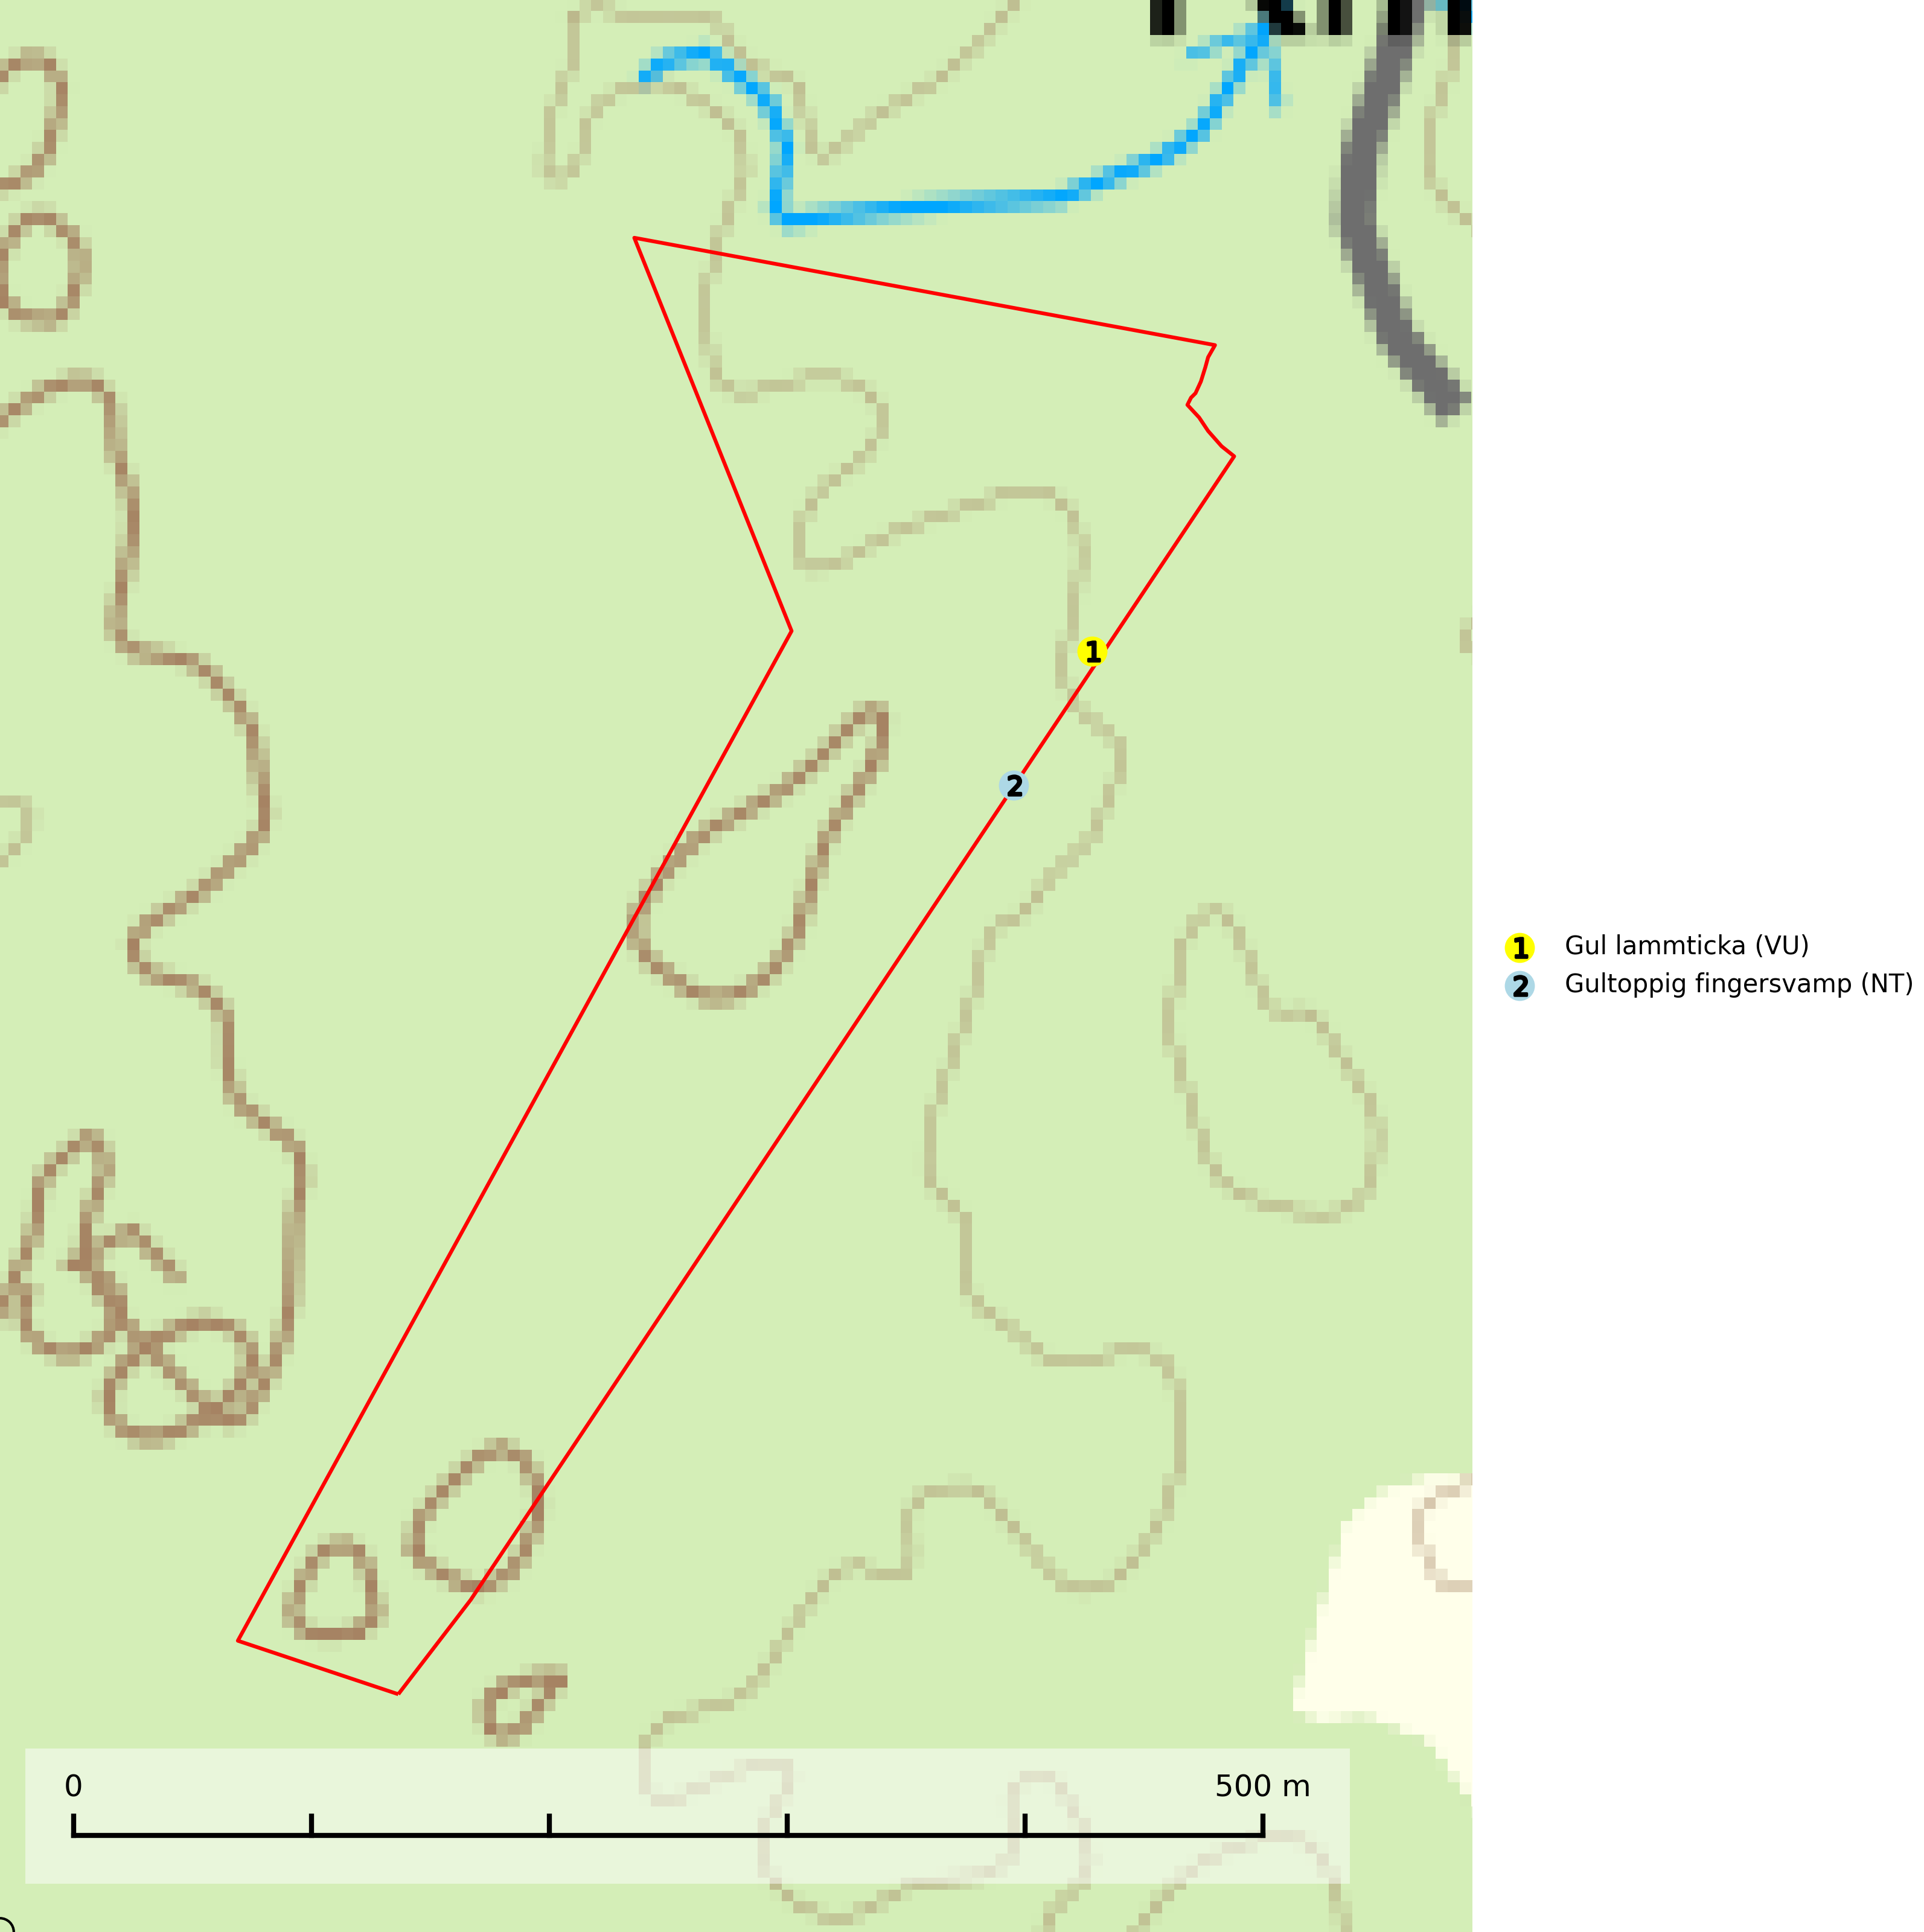 1
2
1 Gul lammticka (VU)
2 Gultoppig fingersvamp (NT)
0 500 m